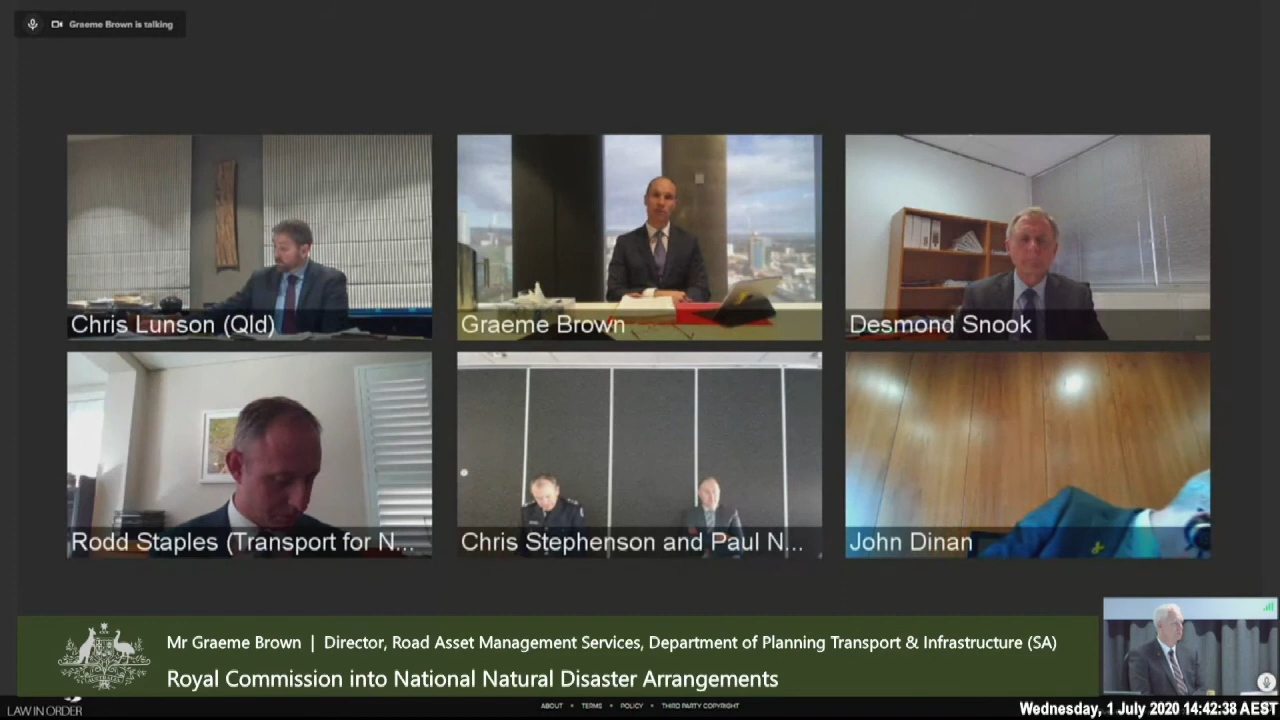 Graeme Brown is talking
Chris Lunson (Qld)
Graeme Brown
Desmond Snook
Rodd Staples (Transport for N...
Chris Stephenson and Paul N...
John Dinan
Mr Graeme Brown | Director, Road Asset Management Services, Department of Planning Transport & Infrastructure (SA)
Royal Commission into National Natural Disaster Arrangements
LAW IN ORDER
ABOUT • TERMS • POLICY • THIRD PARTY COPYRIGHT
Wednesday, 1 July 2020 14:42:38 AEST